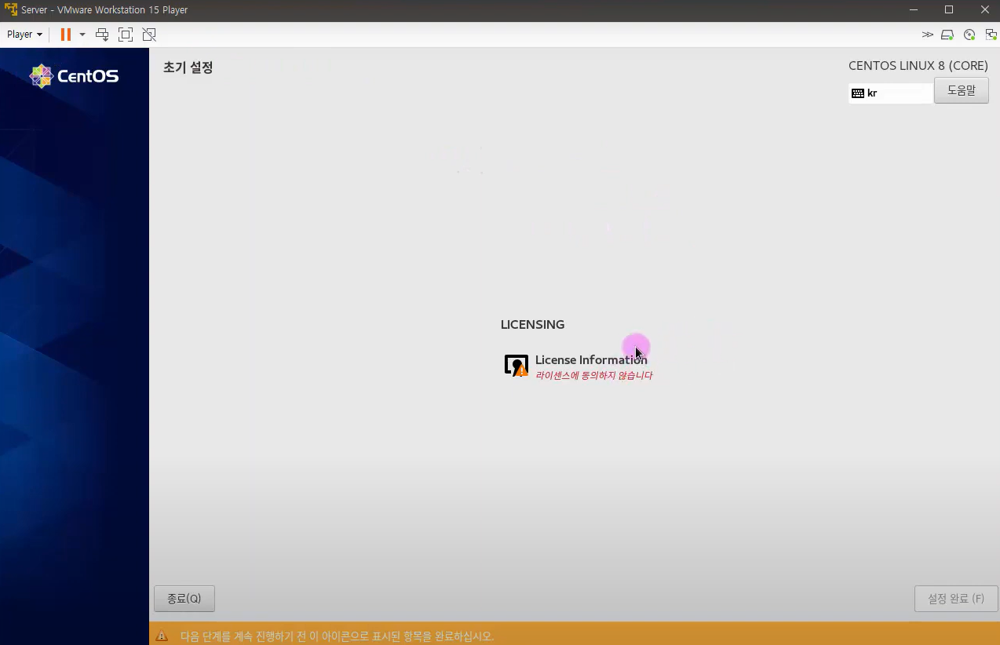 Server - VMware Workstation 15 Player
Player
CentOS
초기 설정
CENTOS LINUX 8 (CORE)
kr
도움말
LICENSING
License Information
라이센스에 동의하지 않습니다
종료(Q)
설정 완료 (F)
다음 단계를 계속 진행하기 전 이 아이콘으로 표시된 항목을 완료하십시오.